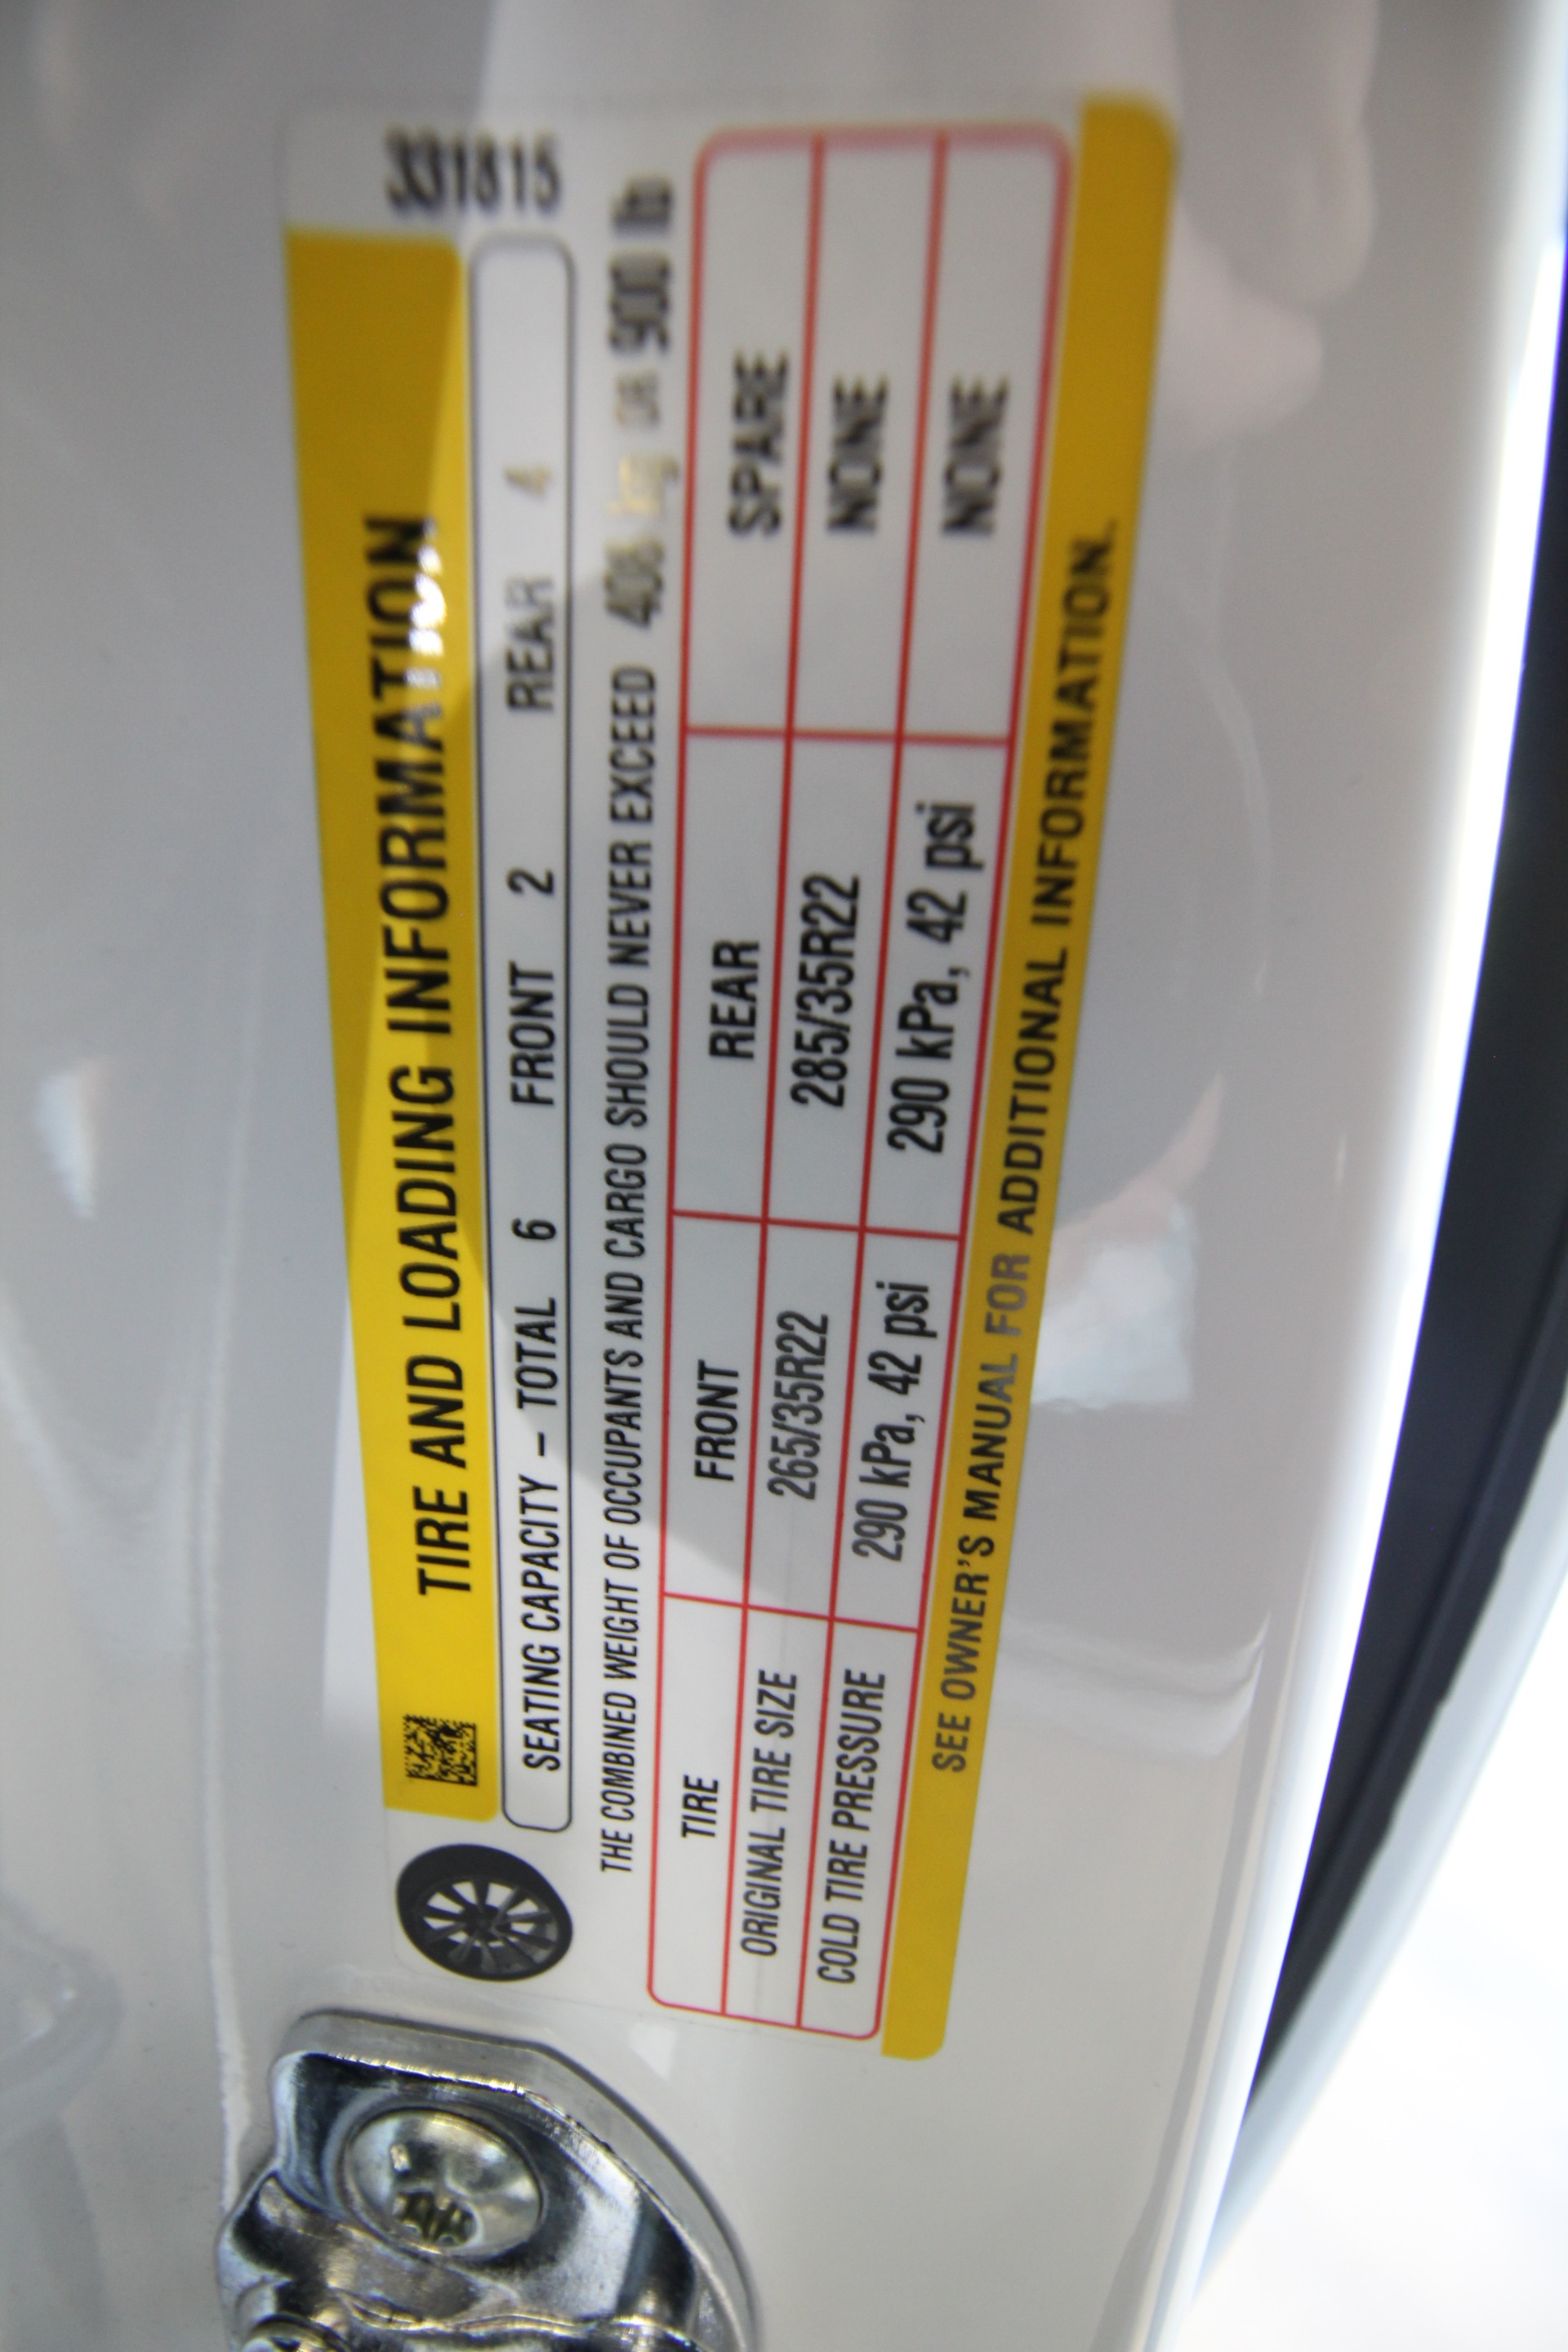 TIRE AND LOADING INFORMATION
331815
SEATING CAPACITY – TOTAL 6 FRONT 2 REAR 4
THE COMBINED WEIGHT OF OCCUPANTS AND CARGO SHOULD NEVER EXCEED 408 kg OR 900 lb
TIRE FRONT REAR SPARE
ORIGINAL TIRE SIZE 265/35R22 285/35R22 NONE
COLD TIRE PRESSURE 290 kPa, 42 psi 290 kPa, 42 psi NONE
SEE OWNER'S MANUAL FOR ADDITIONAL INFORMATION.